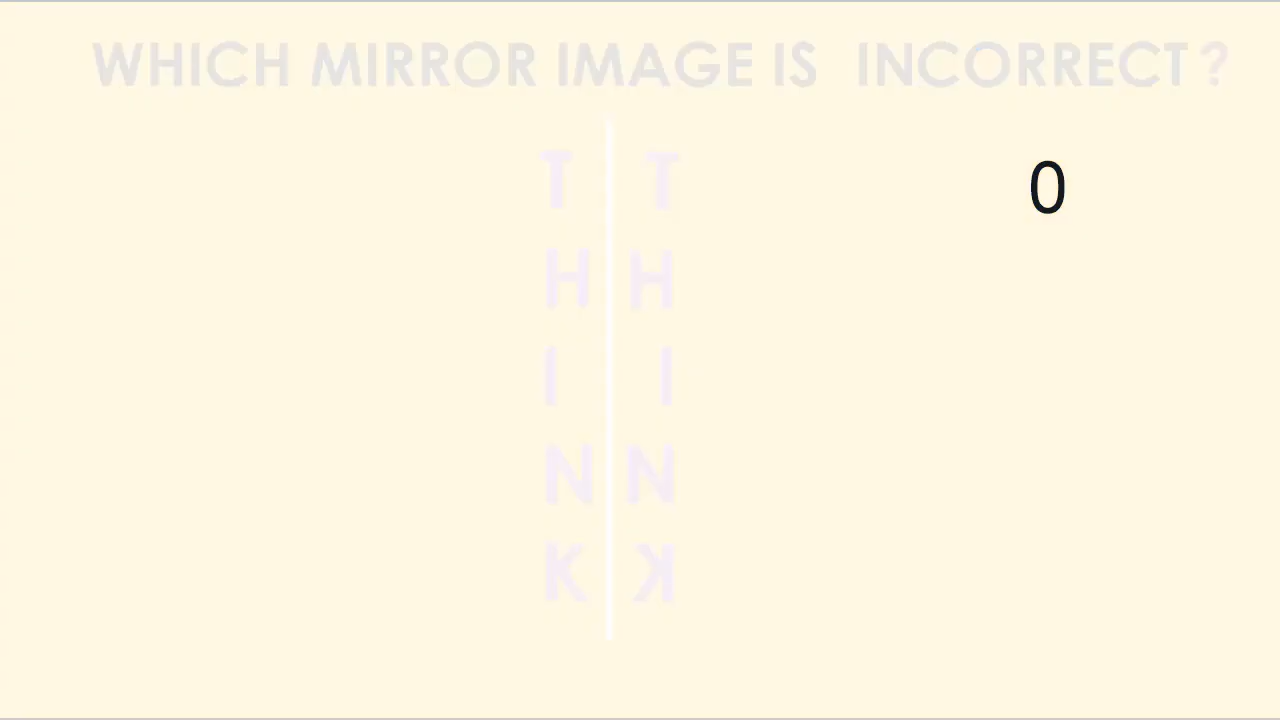 WHICH MIRROR IMAGE IS INCORRECT ?
T T
0
H H
I I
N N
K K